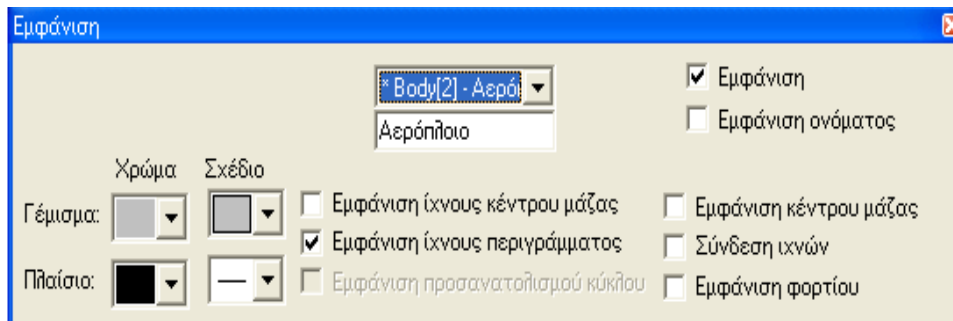 Εμφάνιση
* Body[2] - Αερό
Εμφάνιση
Αερόπλοιο
Εμφάνιση ονόματος
Χρώμα Σχέδιο
Γέμισμα:
Εμφάνιση ίχνους κέντρου μάζας
Εμφάνιση κέντρου μάζας
Εμφάνιση ίχνους περιγράμματος
Σύνδεση ιχνών
Πλαίσιο:
Εμφάνιση προσανατολισμού κύκλου
Εμφάνιση φορτίου